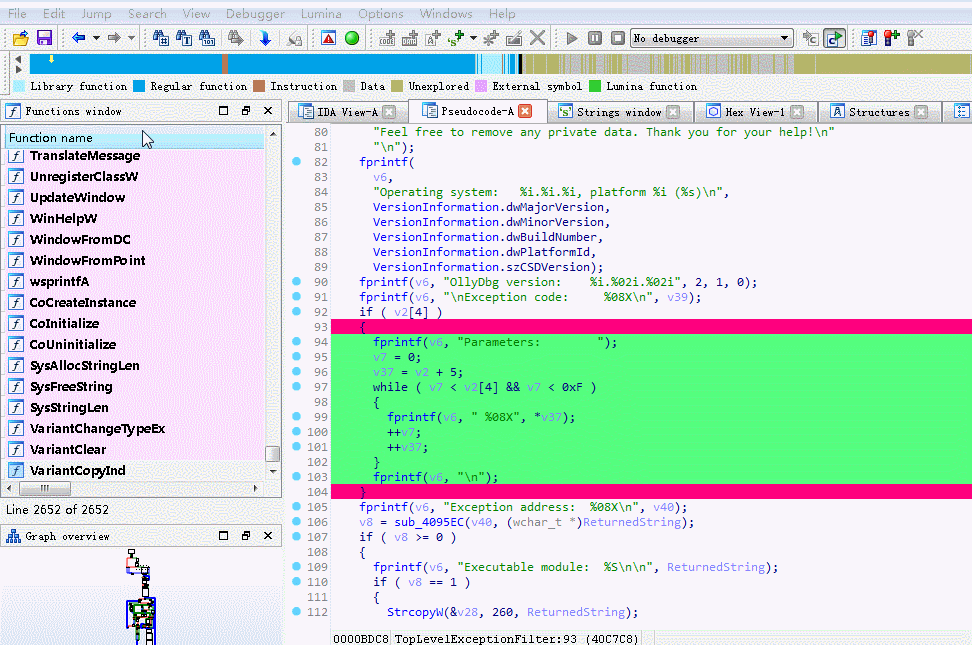 File Edit Jump Search View Debugger Lumina Options Windows Help
No debugger
Library function Regular function Instruction Data Unexplored External symbol Lumina function
Functions window
IDA View-A Pseudocode-A Strings window Hex View-1 Structures
Function name
TranslateMessage
UnregisterClassW
UpdateWindow
WinHelpW
WindowFromDC
WindowFromPoint
wsprintfA
CoCreateInstance
CoInitialize
CoUninitialize
SysAllocStringLen
SysFreeString
SysStringLen
VariantChangeTypeEx
VariantClear
VariantCopyInd
Line 2652 of 2652
Graph overview
80 "Feel free to remove any private data. Thank you for your help!\n"
81 "\n");
82 fprintf(
83 v6,
84 "Operating system:   %i.%i.%i, platform %i (%s)\n",
85 VersionInformation.dwMajorVersion,
86 VersionInformation.dwMinorVersion,
87 VersionInformation.dwBuildNumber,
88 VersionInformation.dwPlatformId,
89 VersionInformation.szCSDVersion);
90 fprintf(v6, "OllyDbg version:    %i.%02i.%02i", 2, 1, 0);
91 fprintf(v6, "\nException code:     %08X\n", v39);
92 if ( v2[4] )
93 {
94 fprintf(v6, "Parameters:        ");
95 v7 = 0;
96 v37 = v2 + 5;
97 while ( v7 < v2[4] && v7 < 0xF )
98 {
99 fprintf(v6, " %08X", *v37);
100 ++v7;
101 ++v37;
102 }
103 fprintf(v6, "\n");
104 }
105 fprintf(v6, "Exception address:  %08X\n", v40);
106 v8 = sub_4095EC(v40, (wchar_t *)ReturnedString);
107 if ( v8 >= 0 )
108 {
109 fprintf(v6, "Executable module:  %S\n\n", ReturnedString);
110 if ( v8 == 1 )
111 {
112 StrcopyW(&v28, 260, ReturnedString);
0000BDC8 TopLevelExceptionFilter:93 (40C7C8)